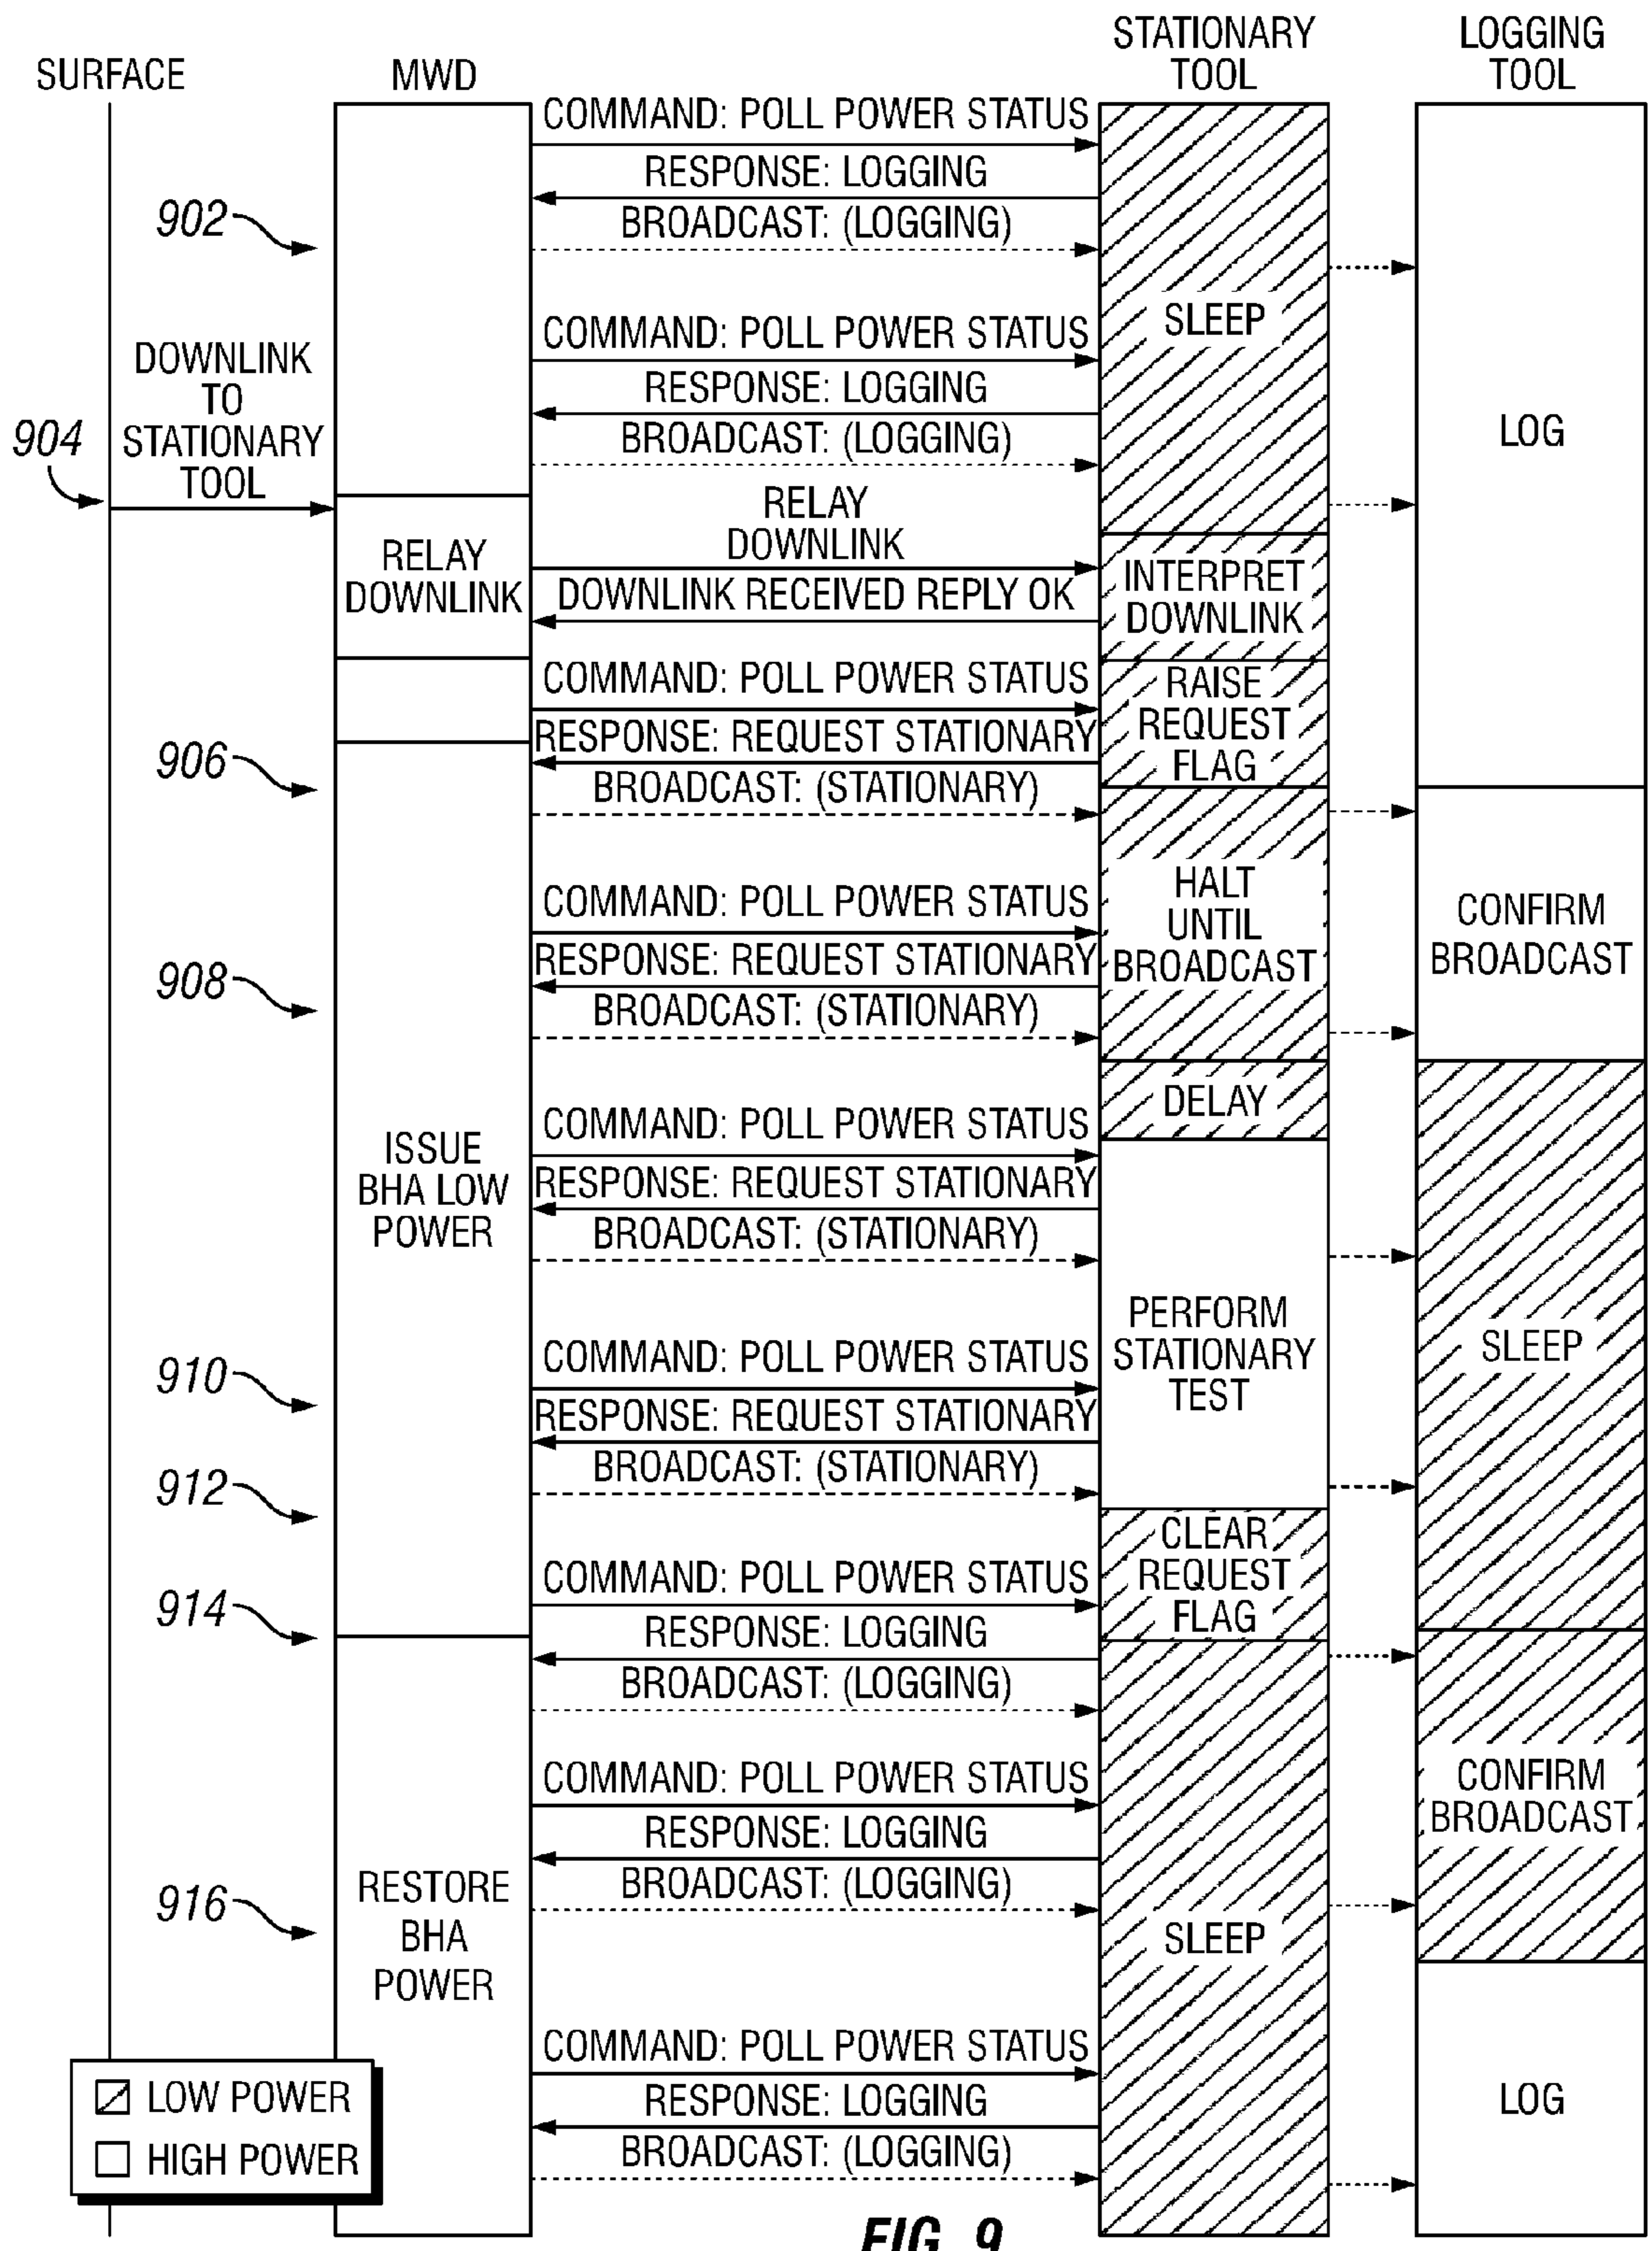 SURFACE
MWD
STATIONARY
TOOL
LOGGING
TOOL
COMMAND: POLL POWER STATUS
RESPONSE: LOGGING
902
BROADCAST: (LOGGING)
SLEEP
COMMAND: POLL POWER STATUS
RESPONSE: LOGGING
BROADCAST: (LOGGING)
LOG
DOWNLINK
TO
STATIONARY
TOOL
904
RELAY
DOWNLINK
RELAY
DOWNLINK
DOWNLINK RECEIVED REPLY OK
INTERPRET
DOWNLINK
COMMAND: POLL POWER STATUS
RESPONSE: REQUEST STATIONARY
RAISE
REQUEST
FLAG
906
BROADCAST: (STATIONARY)
COMMAND: POLL POWER STATUS
RESPONSE: REQUEST STATIONARY
HALT
UNTIL
BROADCAST
CONFIRM
BROADCAST
908
BROADCAST: (STATIONARY)
DELAY
COMMAND: POLL POWER STATUS
ISSUE
BHA LOW
POWER
RESPONSE: REQUEST STATIONARY
BROADCAST: (STATIONARY)
PERFORM
STATIONARY
TEST
SLEEP
910
COMMAND: POLL POWER STATUS
RESPONSE: REQUEST STATIONARY
912
BROADCAST: (STATIONARY)
CLEAR
REQUEST
FLAG
COMMAND: POLL POWER STATUS
914
RESPONSE: LOGGING
BROADCAST: (LOGGING)
COMMAND: POLL POWER STATUS
CONFIRM
BROADCAST
RESPONSE: LOGGING
916
BROADCAST: (LOGGING)
RESTORE
BHA
POWER
SLEEP
COMMAND: POLL POWER STATUS
RESPONSE: LOGGING
BROADCAST: (LOGGING)
LOG
LOW POWER
HIGH POWER
FIG. 9